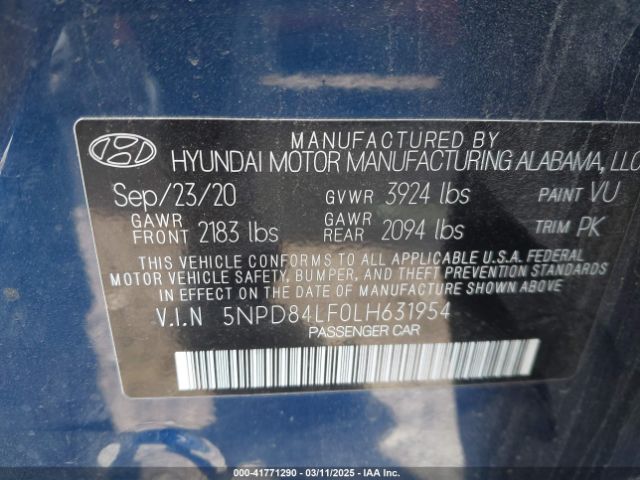 MANUFACTURED BY
HYUNDAI MOTOR MANUFACTURING ALABAMA, LLC
Sep/23/20 GVWR 3924 lbs PAINT VU
GAWR FRONT 2183 lbs GAWR REAR 2094 lbs TRIM PK
THIS VEHICLE CONFORMS TO ALL APPLICABLE U.S.A. FEDERAL
MOTOR VEHICLE SAFETY, BUMPER, AND THEFT PREVENTION STANDARDS
IN EFFECT ON THE DATE OF MANUFACTURE SHOWN ABOVE
V.I.N 5NPD84LF0LH631954
PASSENGER CAR
00-41771290 - 03/11/2025 - IAA Inc.